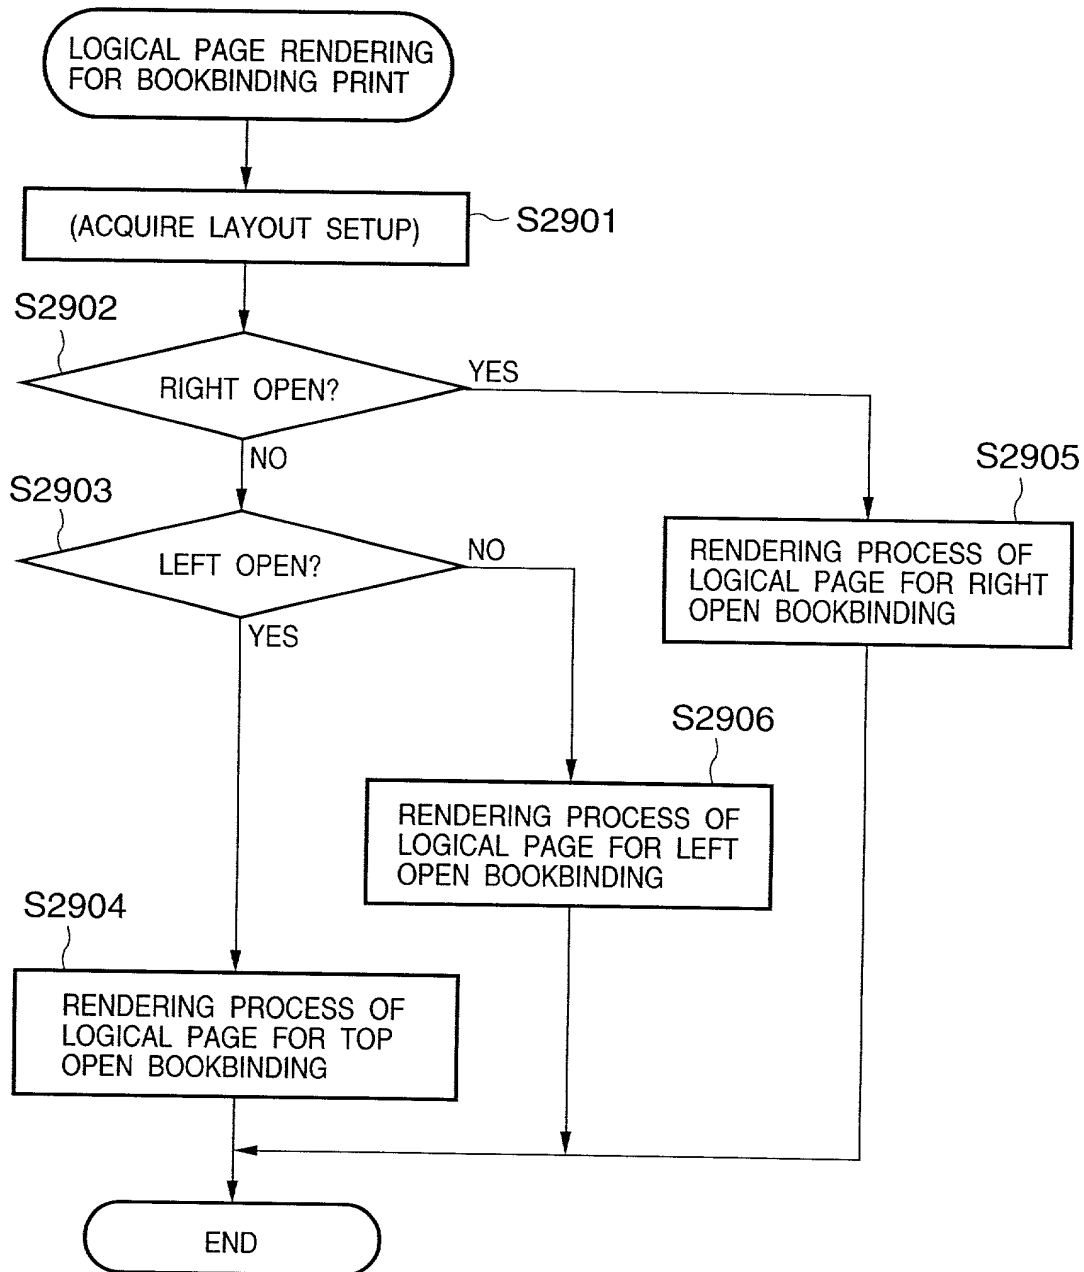 LOGICAL PAGE RENDERING
FOR BOOKBINDING PRINT
(ACQUIRE LAYOUT SETUP)
S2901
S2902
RIGHT OPEN?
YES
NO
S2903
LEFT OPEN?
NO
YES
S2905
RENDERING PROCESS OF
LOGICAL PAGE FOR RIGHT
OPEN BOOKBINDING
S2906
RENDERING PROCESS OF
LOGICAL PAGE FOR LEFT
OPEN BOOKBINDING
S2904
RENDERING PROCESS OF
LOGICAL PAGE FOR TOP
OPEN BOOKBINDING
END